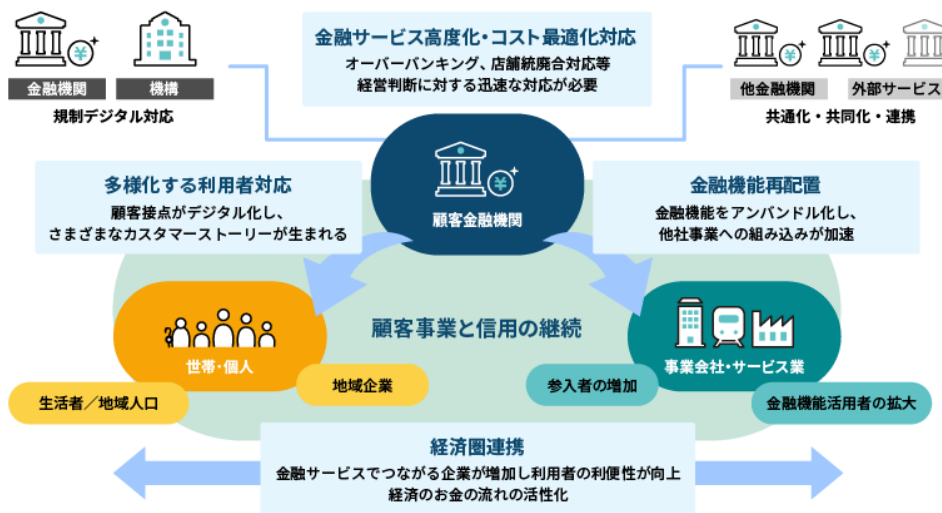 金融サービス高度化・コスト最適化対応
オーバーバンキング、店舗統廃合対応等
経営判断に対する迅速な対応が必要
金融機関
機構
規制デジタル対応
他金融機関
外部サービス
共通化・共同化・連携
顧客金融機関
多様化する利用者対応
顧客接点がデジタル化し、
さまざまなカスタマーストーリーが生まれる
金融機能再配置
金融機能をアンバンドル化し、
他社事業への組み込みが加速
顧客事業と信用の継続
世帯・個人
事業会社・サービス業
生活者／地域人口
地域企業
参入者の増加
金融機能活用者の拡大
経済圏連携
金融サービスでつながる企業が増加し利用者の利便性が向上
経済のお金の流れの活性化